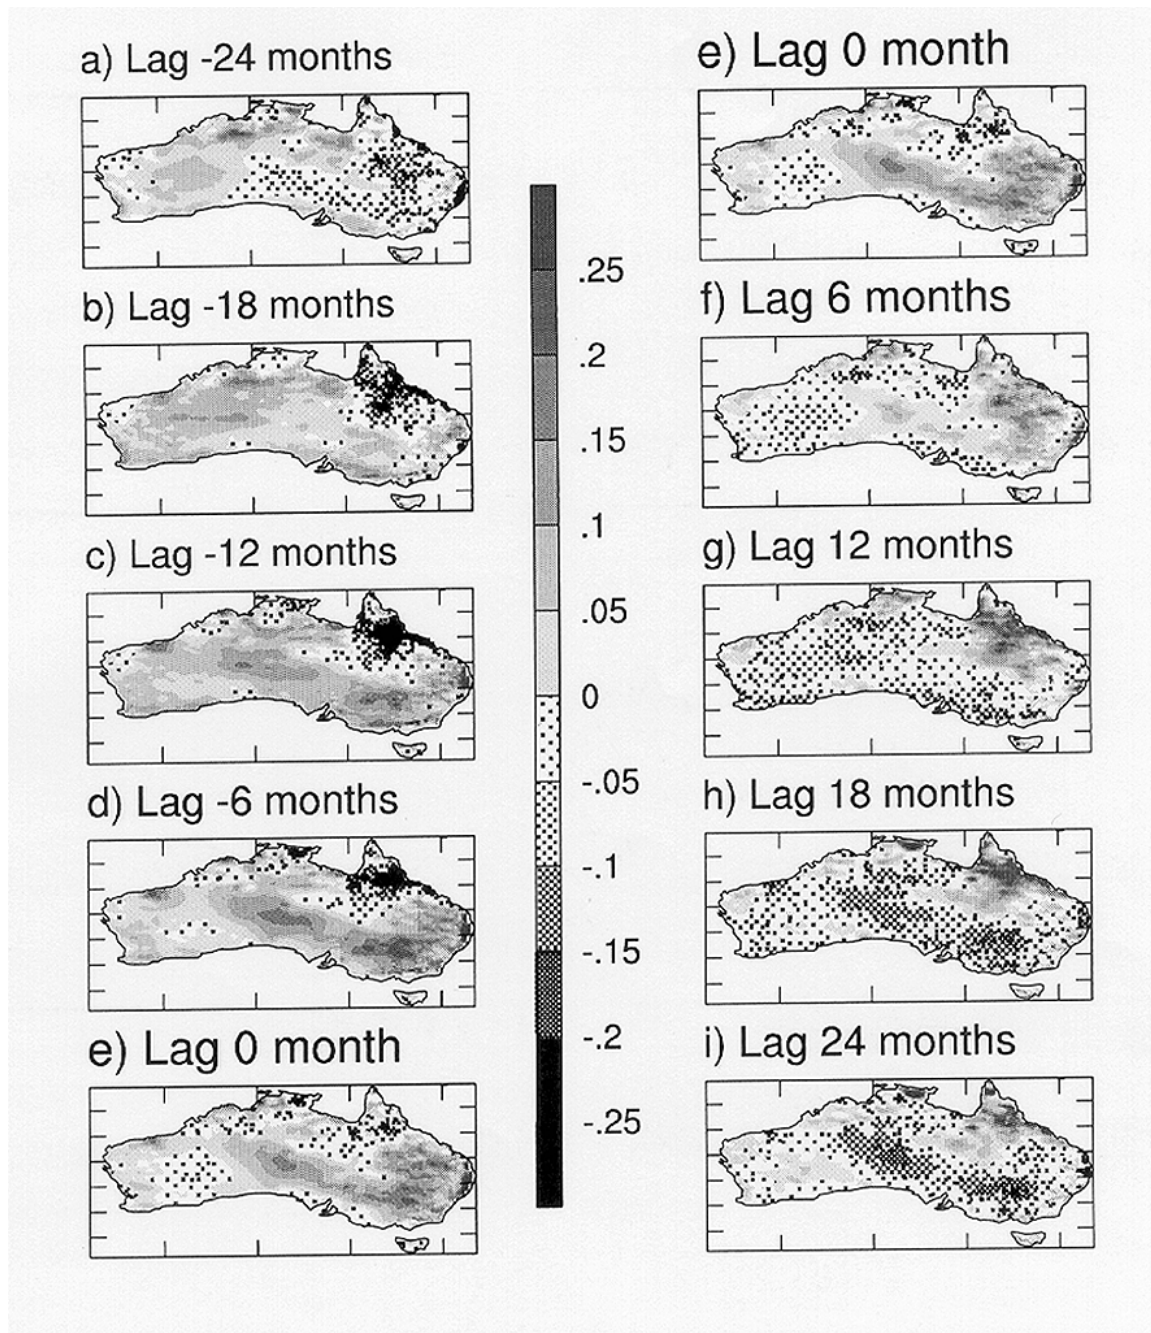 a) Lag -24 months
b) Lag -18 months
c) Lag -12 months
d) Lag -6 months
e) Lag 0 month
.25
.2
.15
.1
.05
0
-.05
-.1
-.15
-.2
-.25
e) Lag 0 month
f) Lag 6 months
g) Lag 12 months
h) Lag 18 months
i) Lag 24 months